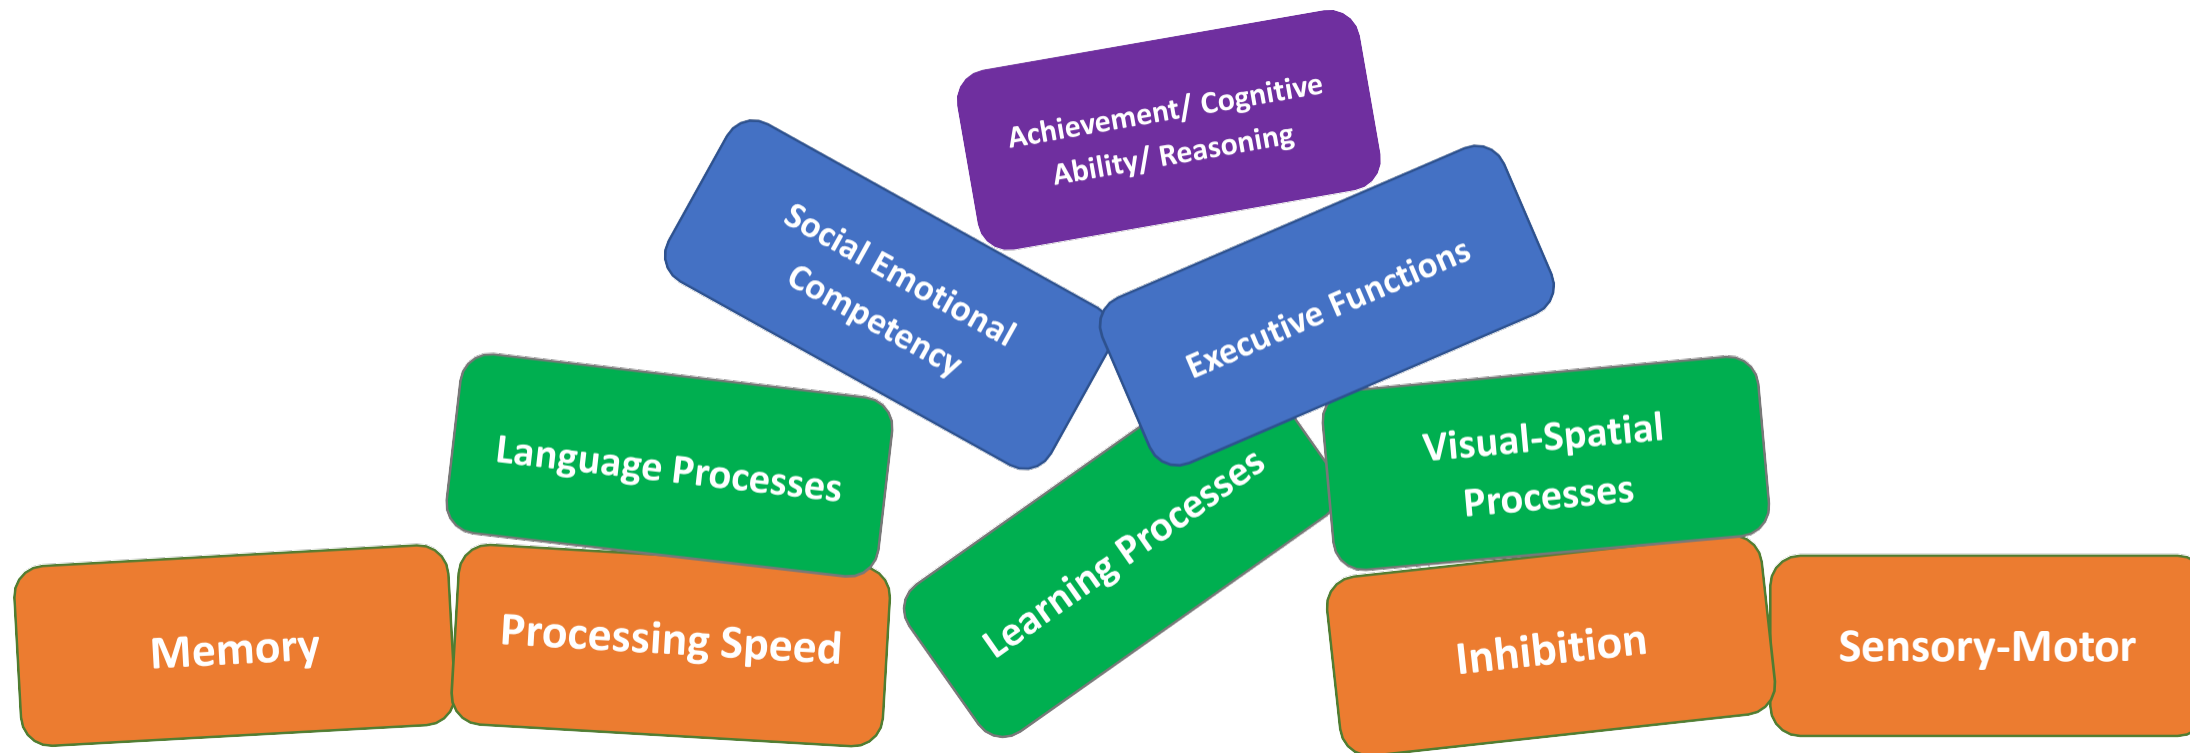 Achievement/ Cognitive
Ability/ Reasoning
Social Emotional
Competency
Executive Functions
Language Processes
Learning Processes
Visual-Spatial
Processes
Memory
Processing Speed
Inhibition
Sensory-Motor